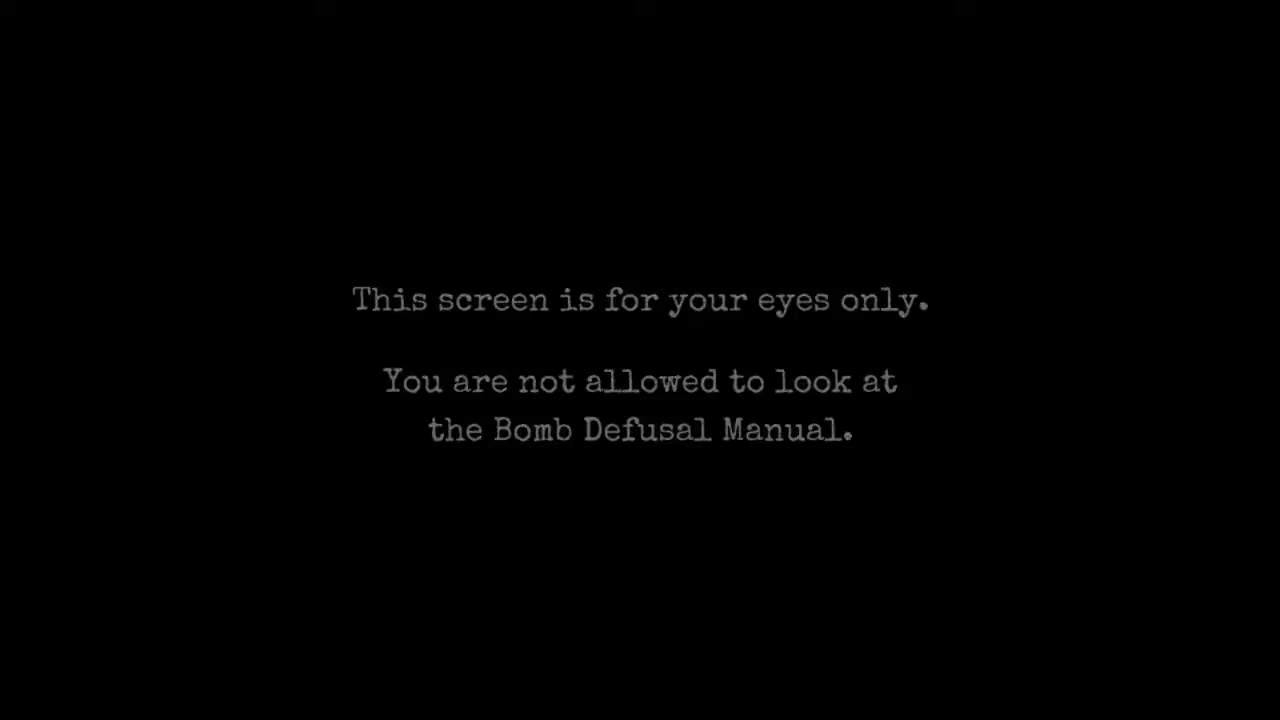 This screen is for your eyes only.
You are not allowed to look at
the Bomb Defusal Manual.